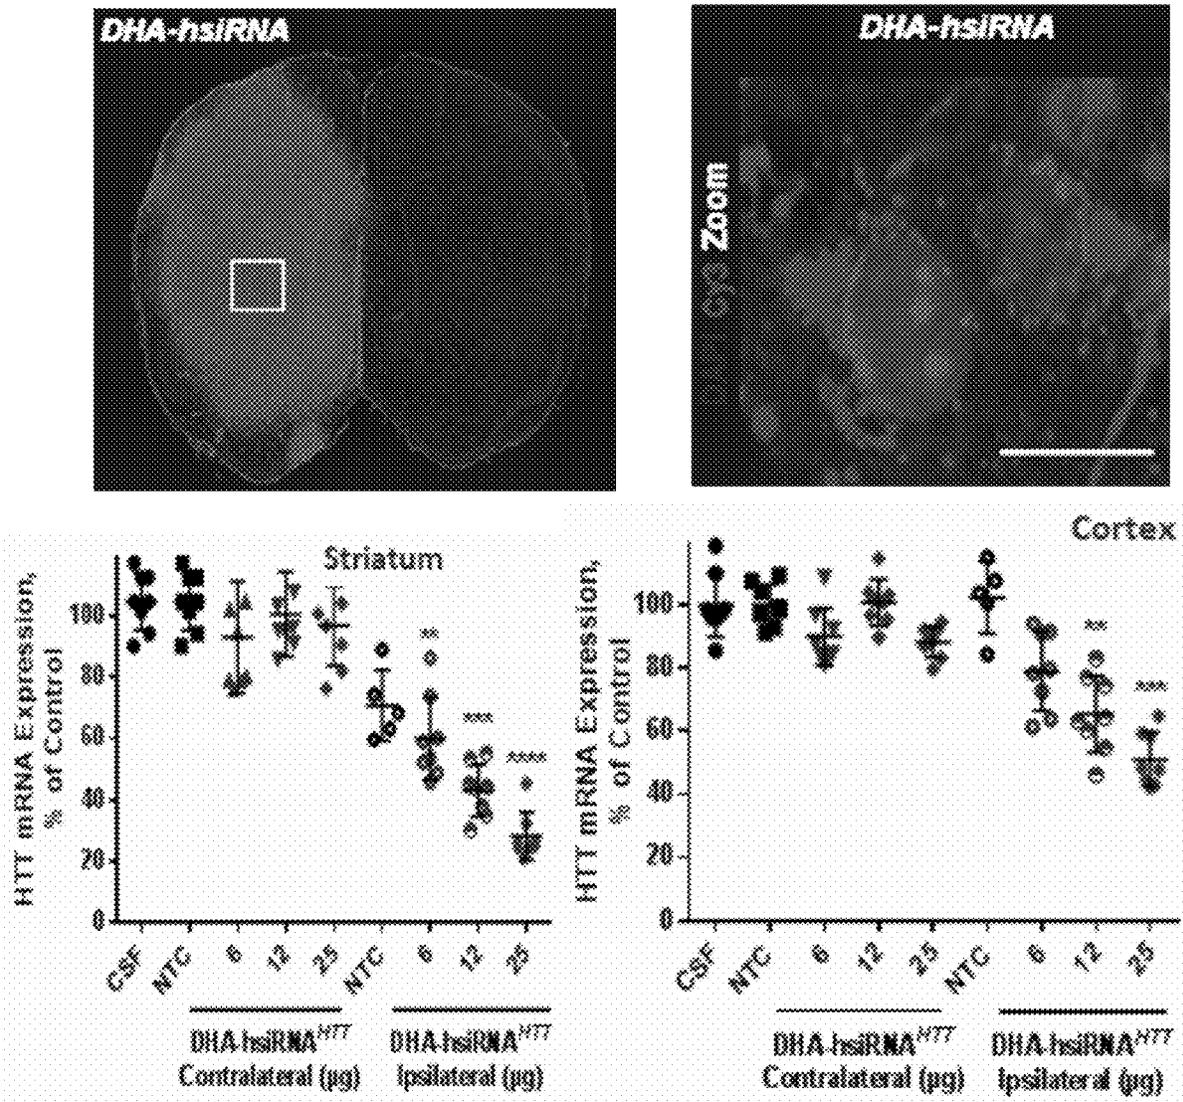 DHA-hsiRNA
DHA-hsiRNA
Cy3 Zoom
Striatum
HTT mRNA Expression,
% of Control
100
80
60
40
20
0
**
***
****
CSF
NTC
6
12
25
NTC
6
12
25
DHA-hsiRNA^HTT
Contralateral (µg)
DHA-hsiRNA^HTT
Ipsilateral (µg)
Cortex
HTT mRNA Expression,
% of Control
100
80
60
40
20
0
**
***
CSF
NTC
6
12
25
NTC
6
12
25
DHA-hsiRNA^HTT
Contralateral (µg)
DHA-hsiRNA^HTT
Ipsilateral (µg)